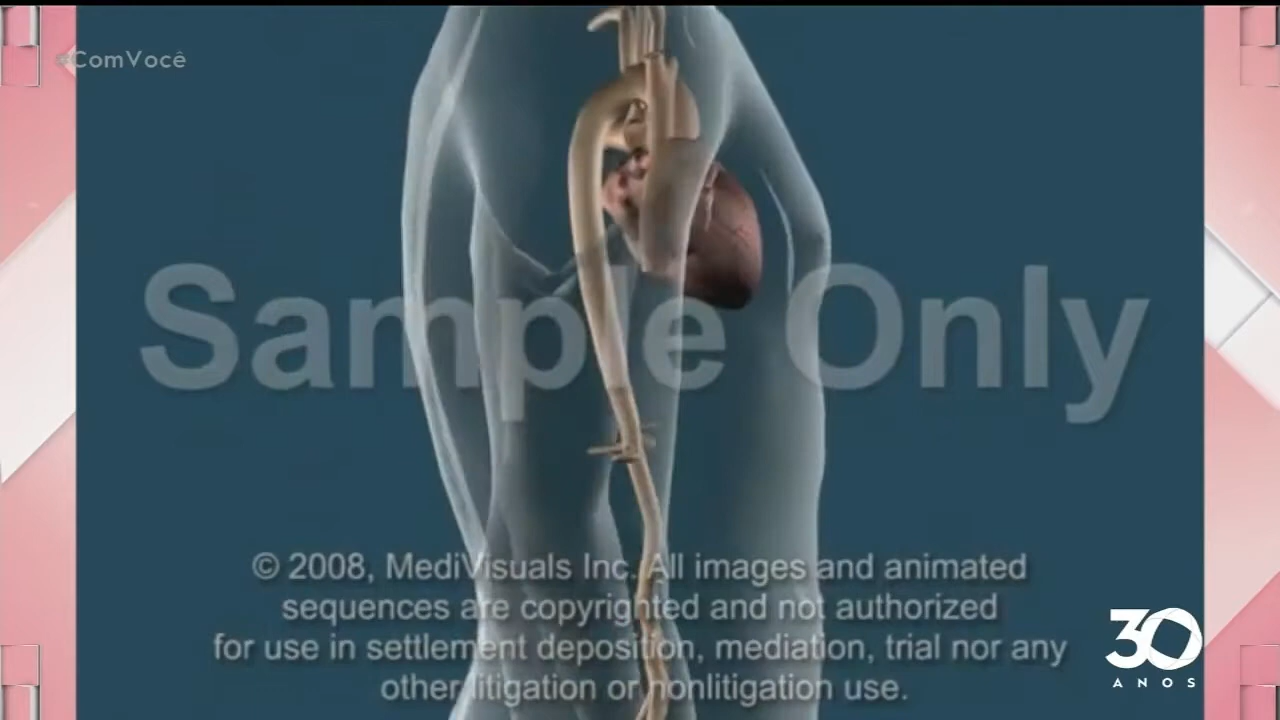 #ComVocê
Sample Only
© 2008, MediVisuals Inc. All images and animated
sequences are copyrighted and not authorized
for use in settlement deposition, mediation, trial nor any
other litigation or nonlitigation use.
30
ANOS